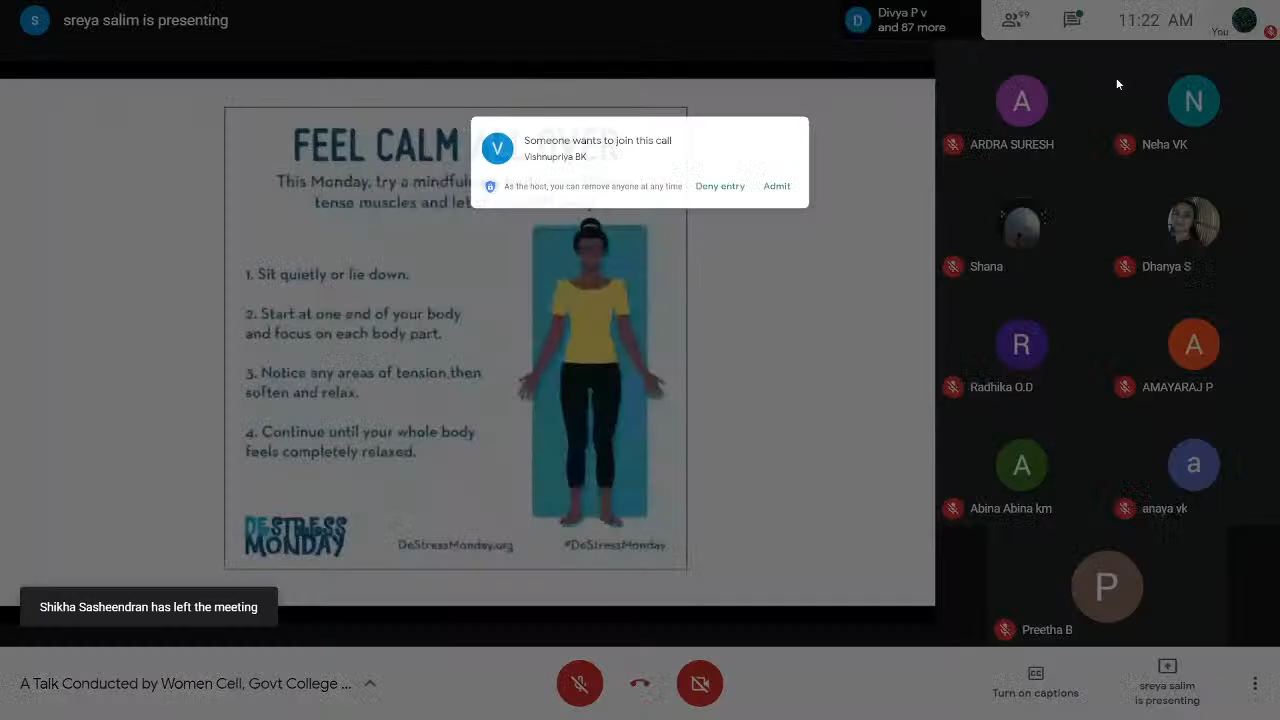 S
sreya salim is presenting
D
Divya P v
and 87 more
99
11:22 AM
You
FEEL CALM
This Monday, try a mindfu
tense muscles and let
1. Sit quietly or lie down.
2. Start at one end of your body
and focus on each body part.
3. Notice any areas of tension,then
soften and relax.
4. Continue until your whole body
feels completely relaxed.
DESTRESS
MONDAY
DeStressMonday.org
#DeStressMonday
V
Someone wants to join this call
Vishnupriya BK
As the host, you can remove anyone at any time
Deny entry
Admit
A
ARDRA SURESH
N
Neha VK
Shana
Dhanya S
R
Radhika O.D
A
AMAYARAJ P
A
Abina Abina km
a
anaya vk
P
Preetha B
Shikha Sasheendran has left the meeting
A Talk Conducted by Women Cell, Govt College ...
CC
Turn on captions
sreya salim
is presenting